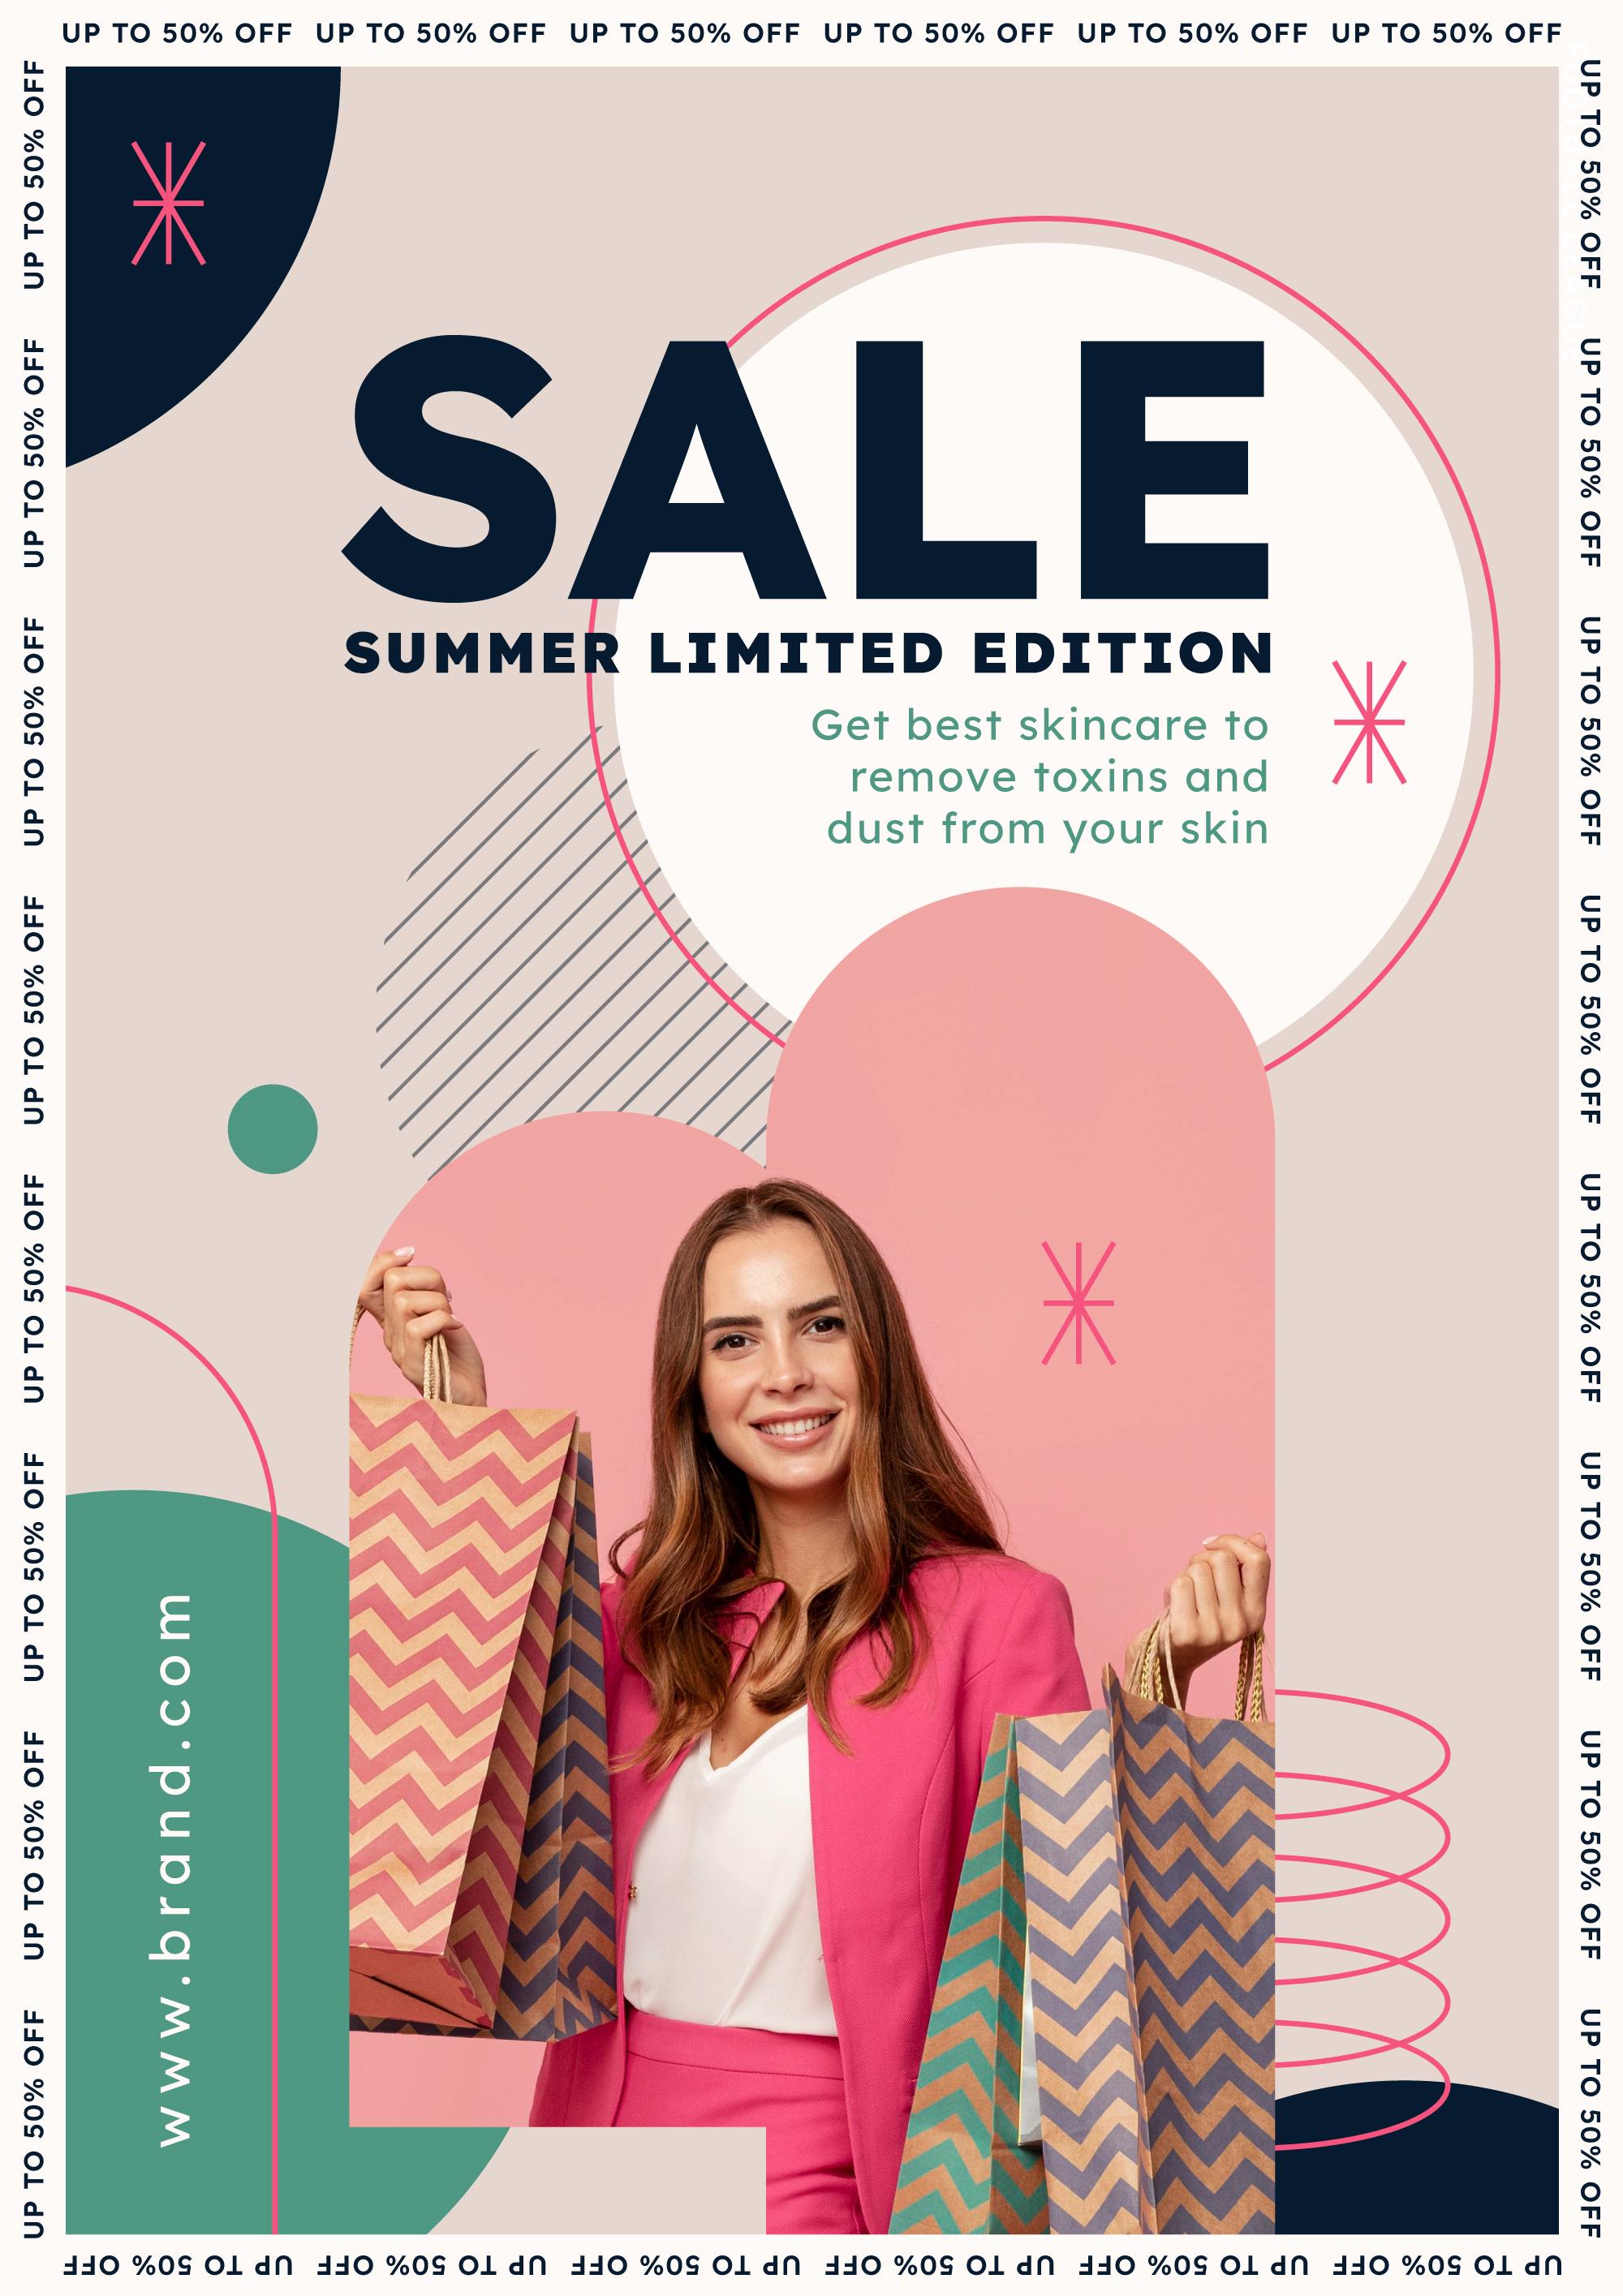 UP TO 50% OFF UP TO 50% OFF UP TO 50% OFF UP TO 50% OFF UP TO 50% OFF UP TO 50% OFF
SALE
SUMMER LIMITED EDITION
Get best skincare to
remove toxins and
dust from your skin
www.brand.com
UP TO 50% OFF UP TO 50% OFF UP TO 50% OFF UP TO 50% OFF UP TO 50% OFF UP TO 50% OFF UP TO 50% OFF UP TO 50% OFF
UP TO 50% OFF UP TO 50% OFF UP TO 50% OFF UP TO 50% OFF UP TO 50% OFF UP TO 50% OFF UP TO 50% OFF UP TO 50% OFF
UP TO 50% OFF UP TO 50% OFF UP TO 50% OFF UP TO 50% OFF UP TO 50% OFF UP TO 50% OFF